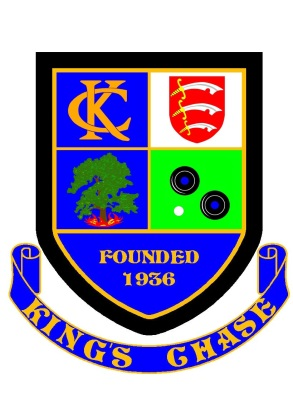 KC
FOUNDED
1936
KING'S CHASE